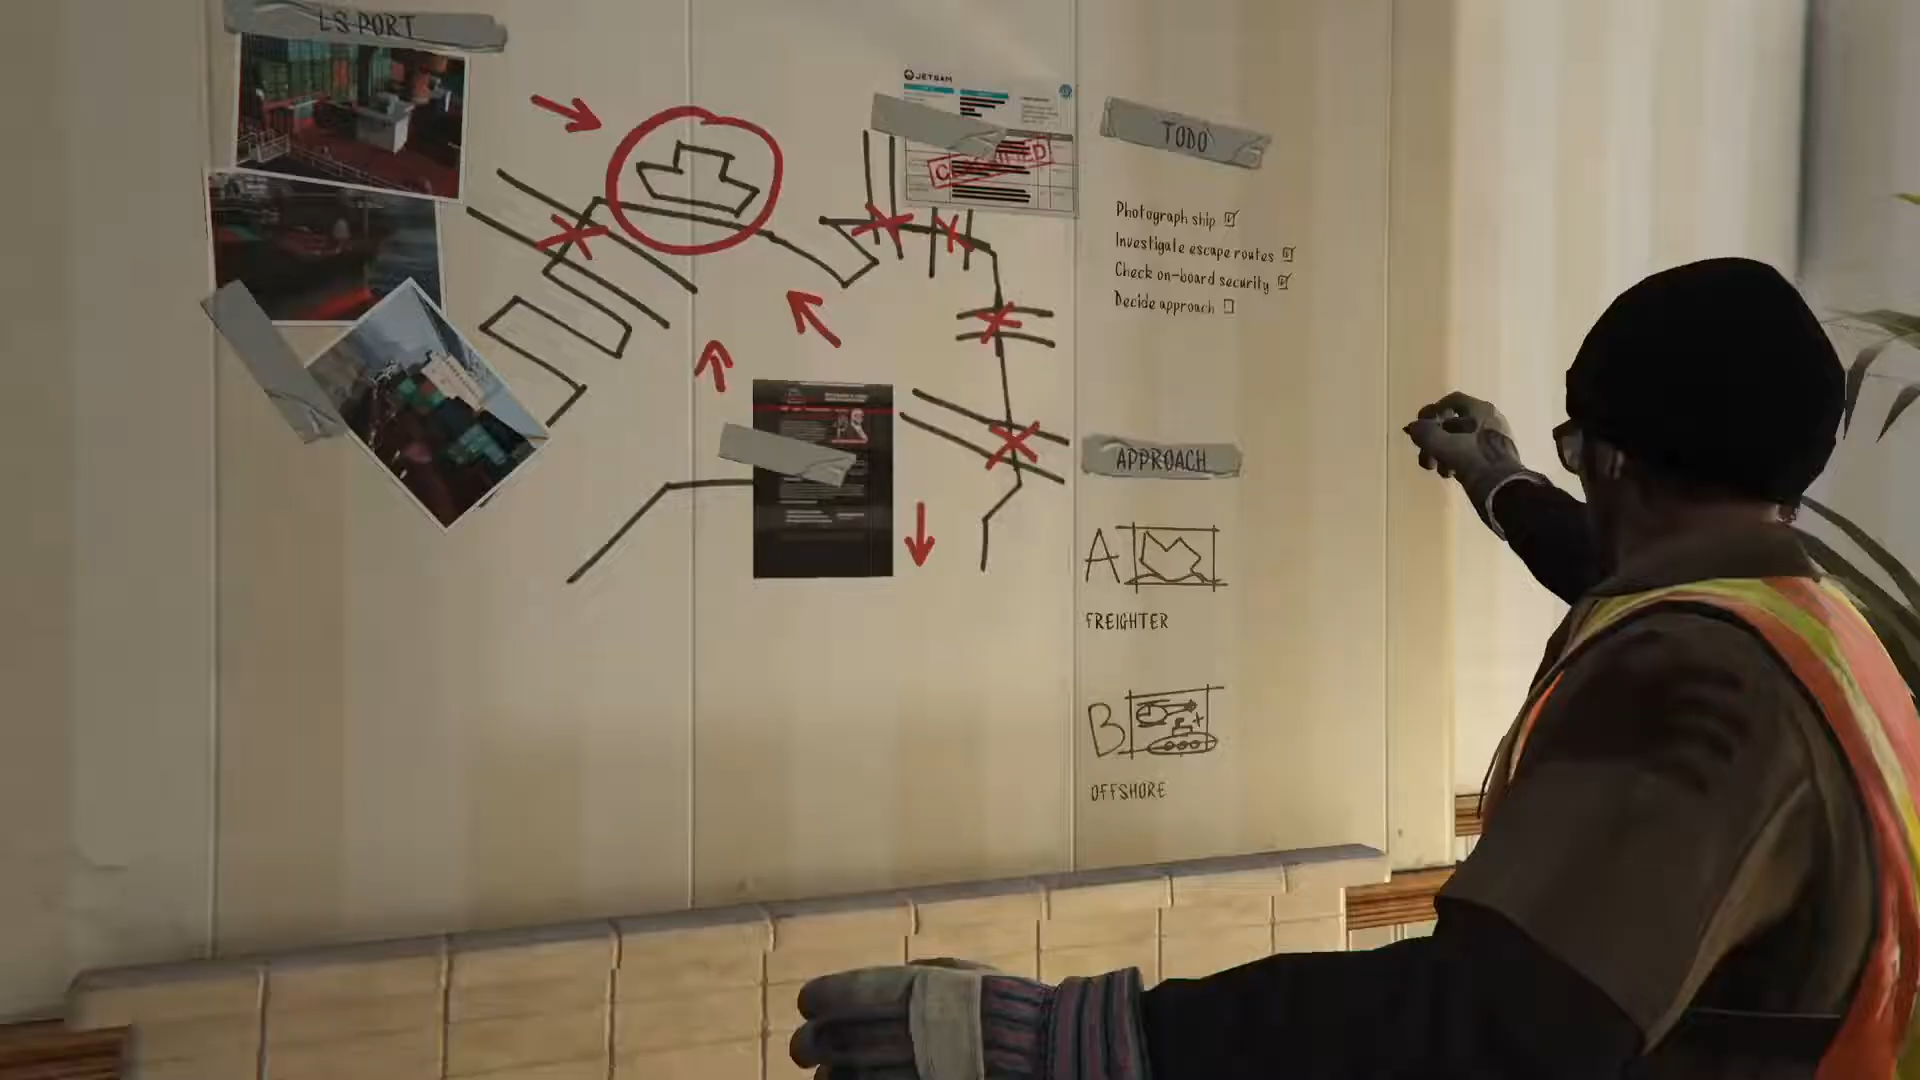 LS PORT
JETSAM
TODO
Photograph ship
Investigate escape routes
Check on-board security
Decide approach
APPROACH
A
FREIGHTER
B
OFFSHORE